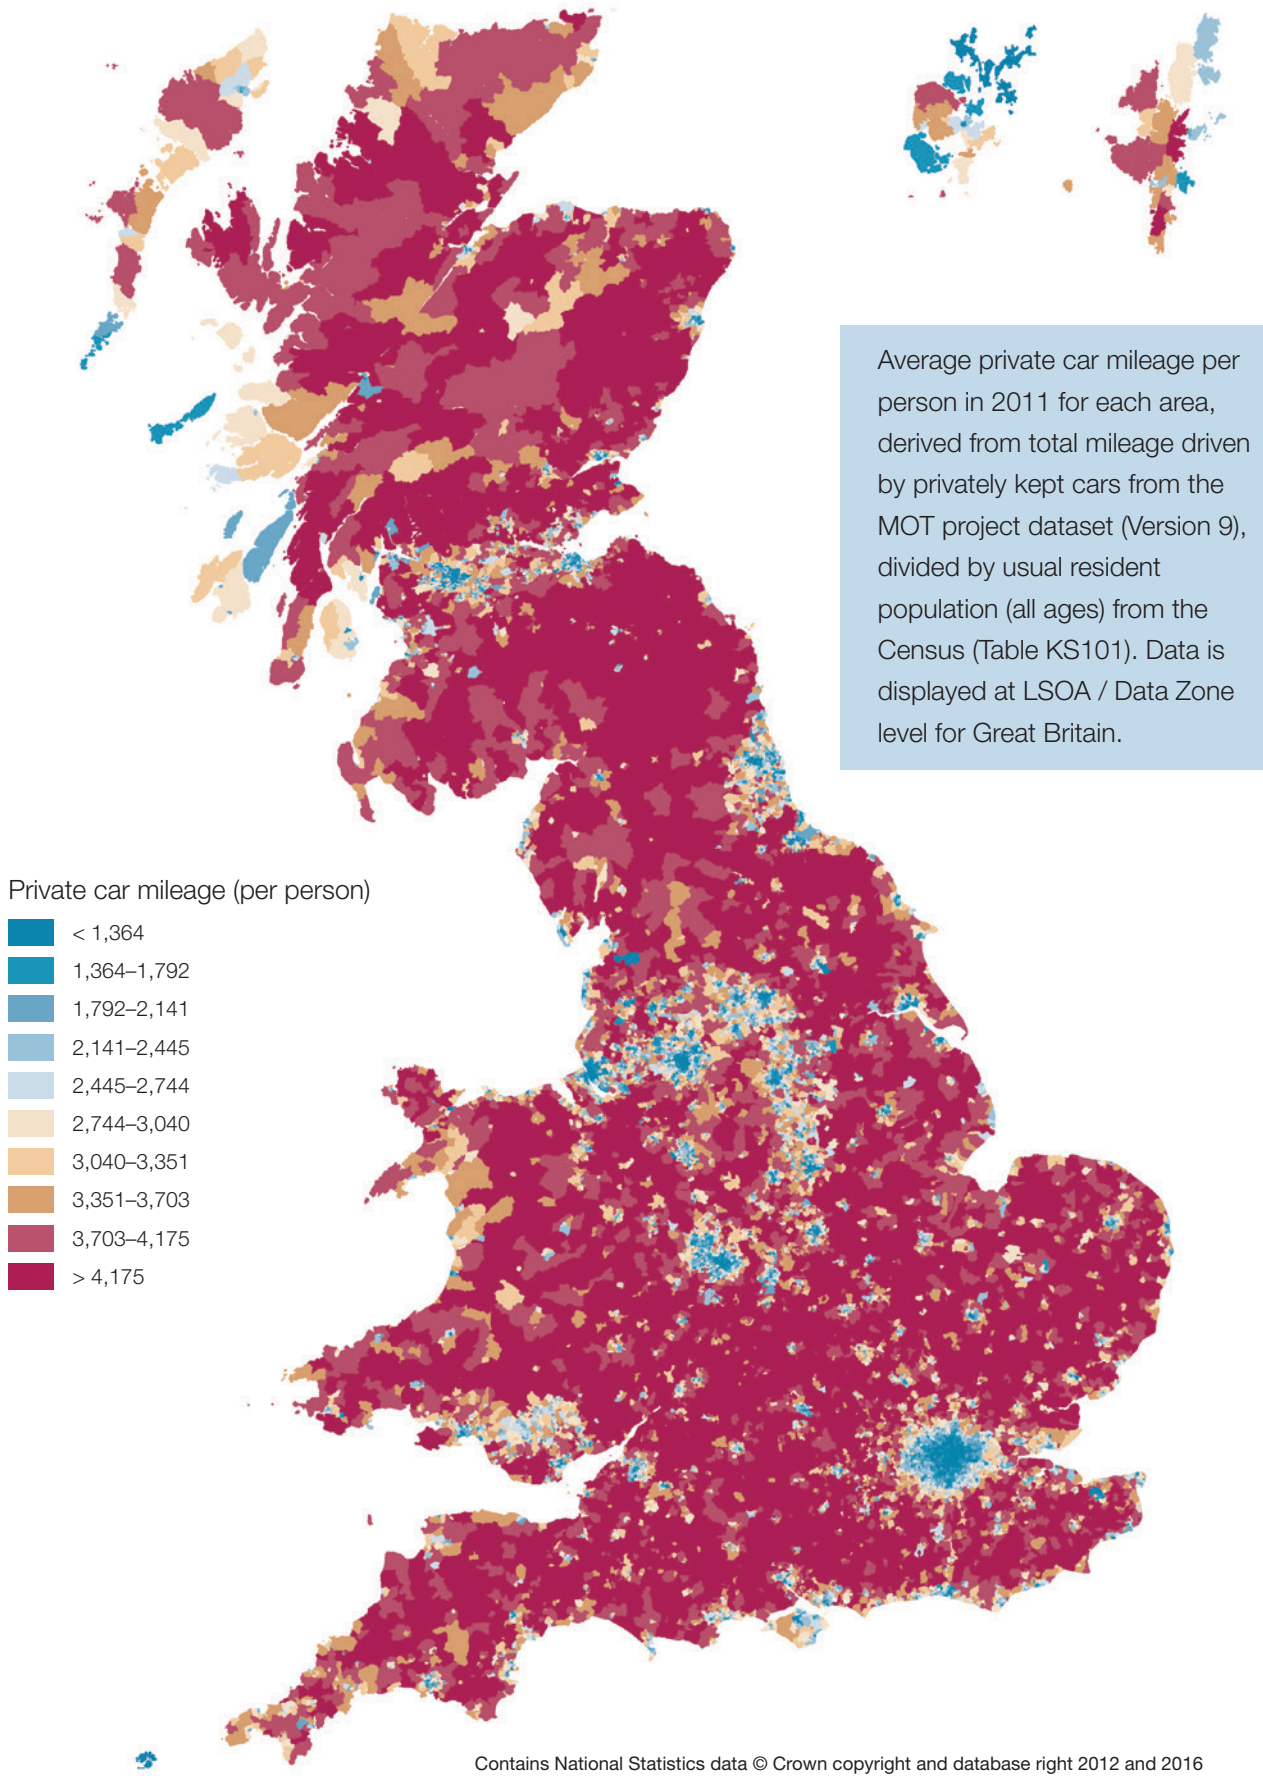 Average private car mileage per
person in 2011 for each area,
derived from total mileage driven
by privately kept cars from the
MOT project dataset (Version 9),
divided by usual resident
population (all ages) from the
Census (Table KS101). Data is
displayed at LSOA / Data Zone
level for Great Britain.
Private car mileage (per person)
< 1,364
1,364–1,792
1,792–2,141
2,141–2,445
2,445–2,744
2,744–3,040
3,040–3,351
3,351–3,703
3,703–4,175
> 4,175
Contains National Statistics data © Crown copyright and database right 2012 and 2016